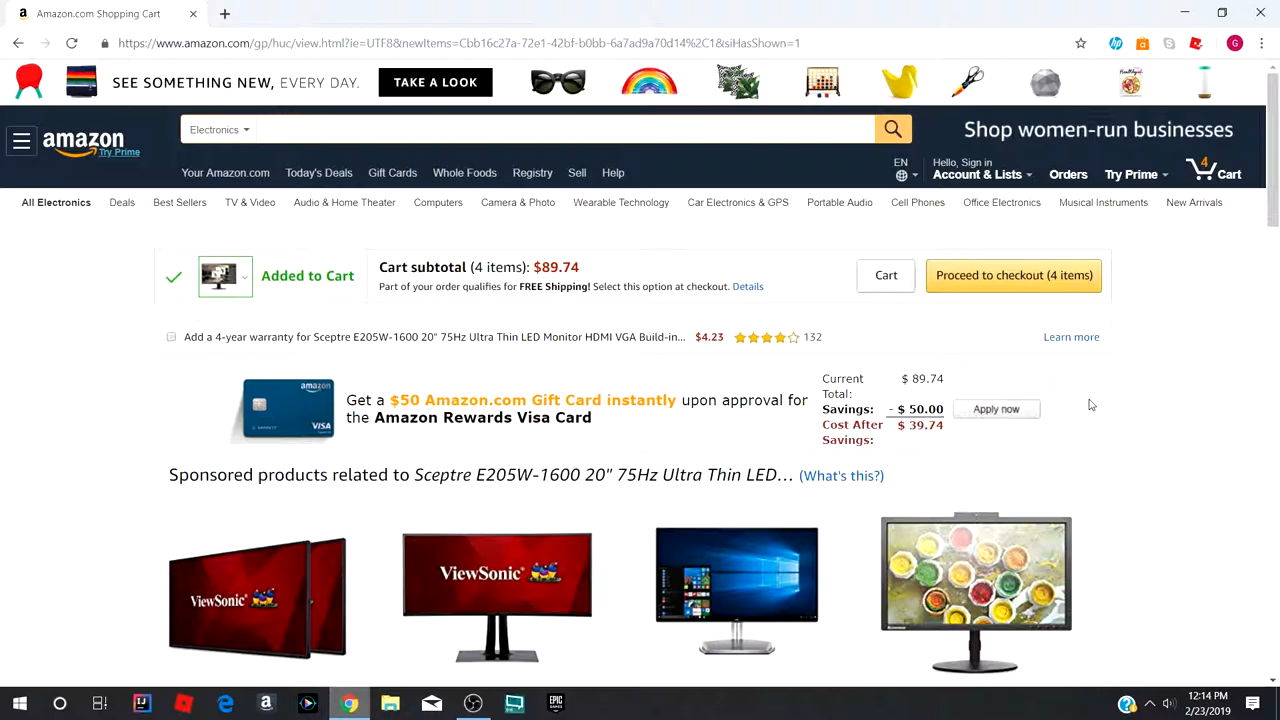 Amazon.com Shopping Cart
https://www.amazon.com/gp/huc/view.html?ie=UTF8&newItems=Cbb16c27a-72e1-42bf-b0bb-6a7ad9a70d14%2C1&siHasShown=1
SEE SOMETHING NEW, EVERY DAY. TAKE A LOOK
amazon
Try Prime
Electronics
Shop women-run businesses
Your Amazon.com Today's Deals Gift Cards Whole Foods Registry Sell Help
EN
Hello, Sign in
Account & Lists Orders Try Prime 4 Cart
All Electronics Deals Best Sellers TV & Video Audio & Home Theater Computers Camera & Photo Wearable Technology Car Electronics & GPS Portable Audio Cell Phones Office Electronics Musical Instruments New Arrivals
Added to Cart
Cart subtotal (4 items): $89.74
Part of your order qualifies for FREE Shipping! Select this option at checkout. Details
Cart
Proceed to checkout (4 items)
Add a 4-year warranty for Sceptre E205W-1600 20" 75Hz Ultra Thin LED Monitor HDMI VGA Build-in... $4.23 132 Learn more
amazon
VISA
Get a $50 Amazon.com Gift Card instantly upon approval for
the Amazon Rewards Visa Card
Current Total: $ 89.74
Savings: - $ 50.00
Cost After Savings: $ 39.74
Apply now
Sponsored products related to Sceptre E205W-1600 20" 75Hz Ultra Thin LED... (What's this?)
ViewSonic
ViewSonic
12:14 PM
2/23/2019
EPIC
GAMES